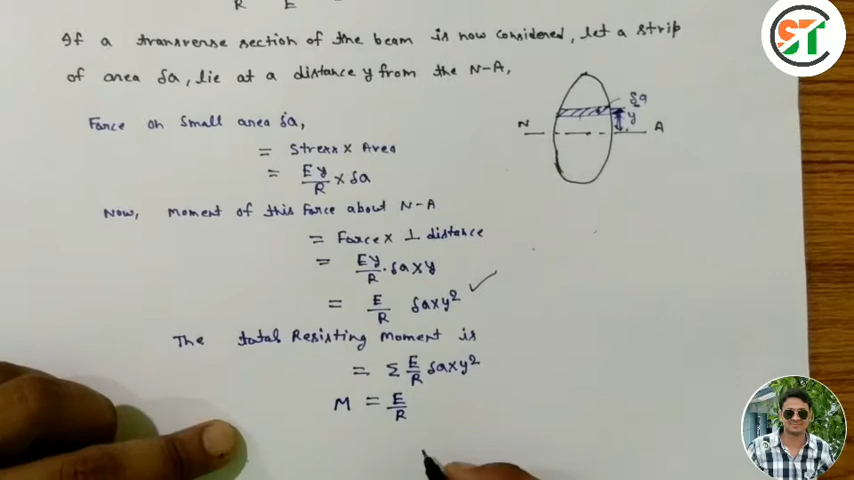 R E
If a transverse section of the beam is now considered, let a strip
of area δa, lie at a distance y from the N-A,
Force on small area δa,
= Stress × Area
= Ey/R × δa
Now, Moment of this Force about N-A
= Force × ⊥ distance
= Ey/R · δa × y
= E/R δa × y²
The total Resisting Moment is
= Σ E/R δa × y²
M = E/R
δa
y
N A
ST